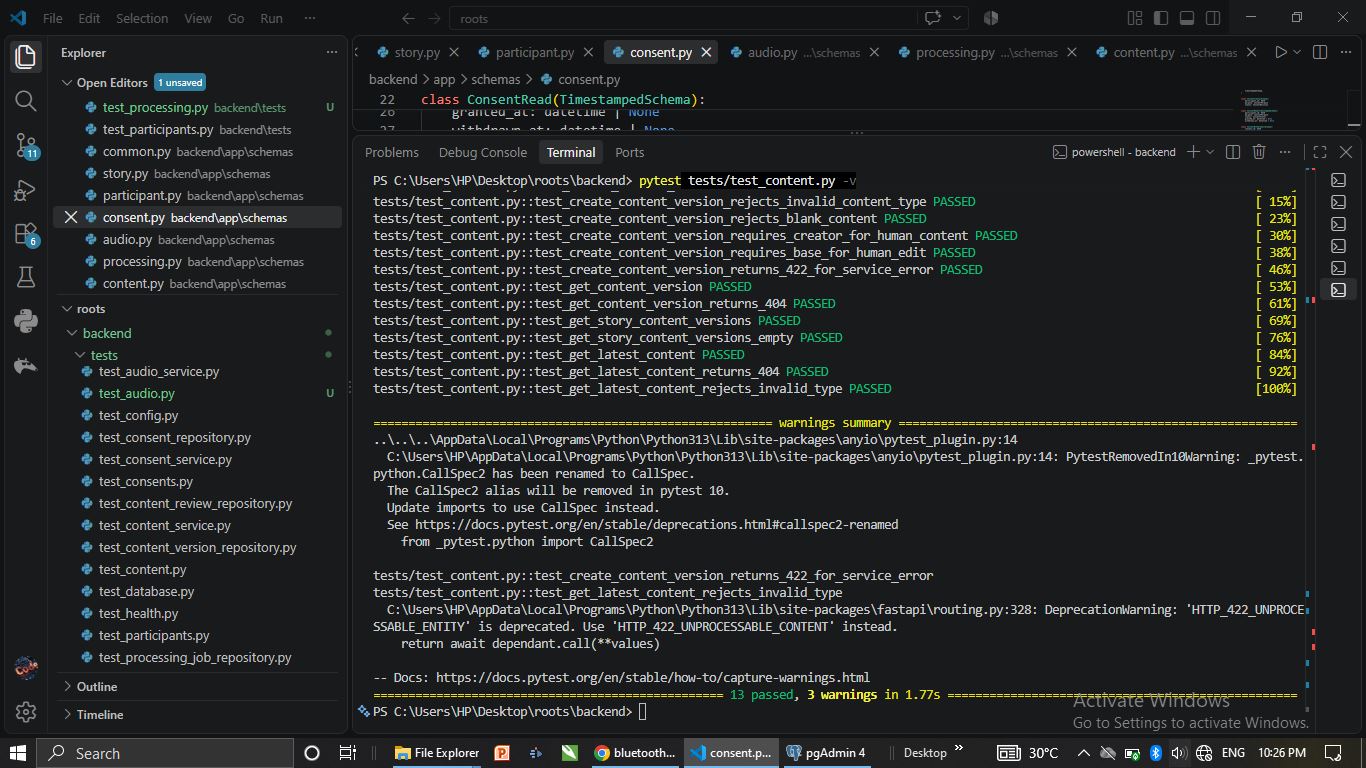 File Edit Selection View Go Run ···
roots
Explorer
Open Editors 1 unsaved
test_processing.py backend\tests U
test_participants.py backend\tests
common.py backend\app\schemas
story.py backend\app\schemas
participant.py backend\app\schemas
consent.py backend\app\schemas
audio.py backend\app\schemas
processing.py backend\app\schemas
content.py backend\app\schemas
roots
backend
tests
test_audio_service.py
test_audio.py U
test_config.py
test_consent_repository.py
test_consent_service.py
test_consents.py
test_content_review_repository.py
test_content_service.py
test_content_version_repository.py
test_content.py
test_database.py
test_health.py
test_participants.py
test_processing_job_repository.py
Outline
Timeline
11
6
story.py participant.py consent.py audio.py ...\schemas processing.py ...\schemas content.py ...\schemas
backend > app > schemas > consent.py
22 class ConsentRead(TimestampedSchema):
26 granted_at: datetime | None
27 withdrawn_at: datetime | None
Problems Debug Console Terminal Ports
powershell - backend
PS C:\Users\HP\Desktop\roots\backend> pytest tests/test_content.py -v
tests/test_content.py::test_create_content_version_rejects_invalid_content_type PASSED [ 15%]
tests/test_content.py::test_create_content_version_rejects_blank_content PASSED [ 23%]
tests/test_content.py::test_create_content_version_requires_creator_for_human_content PASSED [ 30%]
tests/test_content.py::test_create_content_version_requires_base_for_human_edit PASSED [ 38%]
tests/test_content.py::test_create_content_version_returns_422_for_service_error PASSED [ 46%]
tests/test_content.py::test_get_content_version PASSED [ 53%]
tests/test_content.py::test_get_content_version_returns_404 PASSED [ 61%]
tests/test_content.py::test_get_story_content_versions PASSED [ 69%]
tests/test_content.py::test_get_story_content_versions_empty PASSED [ 76%]
tests/test_content.py::test_get_latest_content PASSED [ 84%]
tests/test_content.py::test_get_latest_content_returns_404 PASSED [ 92%]
tests/test_content.py::test_get_latest_content_rejects_invalid_type PASSED [100%]
warnings summary
..\..\..\AppData\Local\Programs\Python\Python313\Lib\site-packages\anyio\pytest_plugin.py:14
C:\Users\HP\AppData\Local\Programs\Python\Python313\Lib\site-packages\anyio\pytest_plugin.py:14: PytestRemovedIn10Warning: _pytest.
python.CallSpec2 has been renamed to CallSpec.
The CallSpec2 alias will be removed in pytest 10.
Update imports to use CallSpec instead.
See https://docs.pytest.org/en/stable/deprecations.html#callspec2-renamed
from _pytest.python import CallSpec2
tests/test_content.py::test_create_content_version_returns_422_for_service_error
tests/test_content.py::test_get_latest_content_rejects_invalid_type
C:\Users\HP\AppData\Local\Programs\Python\Python313\Lib\site-packages\fastapi\routing.py:328: DeprecationWarning: 'HTTP_422_UNPROCE
SSABLE_ENTITY' is deprecated. Use 'HTTP_422_UNPROCESSABLE_CONTENT' instead.
return await dependant.call(**values)
-- Docs: https://docs.pytest.org/en/stable/how-to/capture-warnings.html
13 passed, 3 warnings in 1.77s
PS C:\Users\HP\Desktop\roots\backend>
Activate Windows
Go to Settings to activate Windows.
Search File Explorer bluetooth... consent.p... pgAdmin 4 Desktop 30°C ENG 10:26 PM